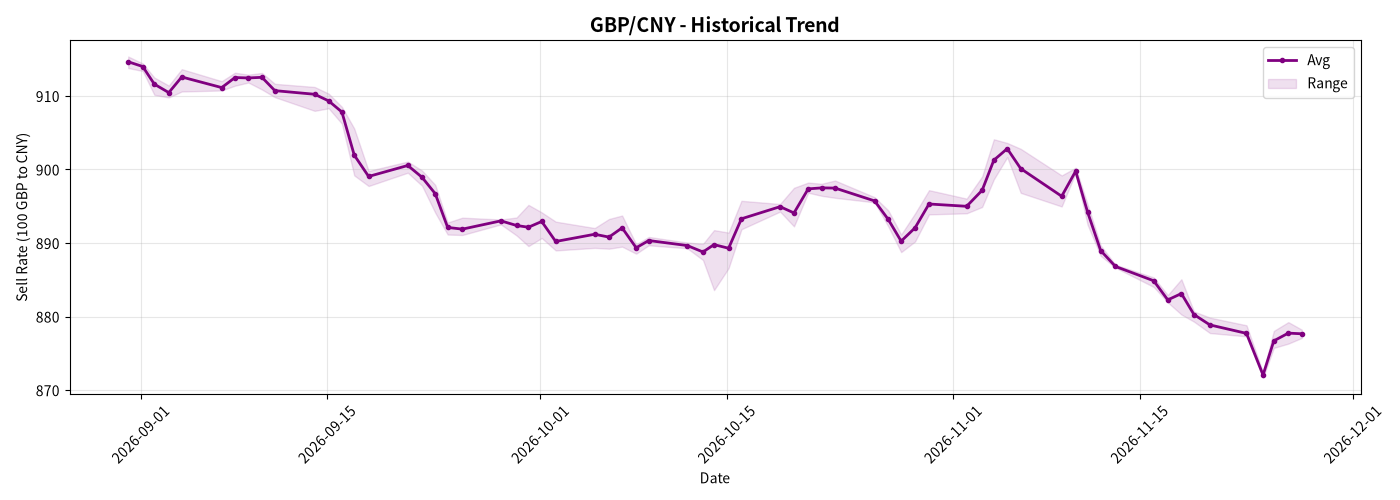 GBP/CNY - Historical Trend
Avg
Range
Sell Rate (100 GBP to CNY)
910
900
890
880
870
2026-09-01
2026-09-15
2026-10-01
2026-10-15
2026-11-01
2026-11-15
2026-12-01
Date